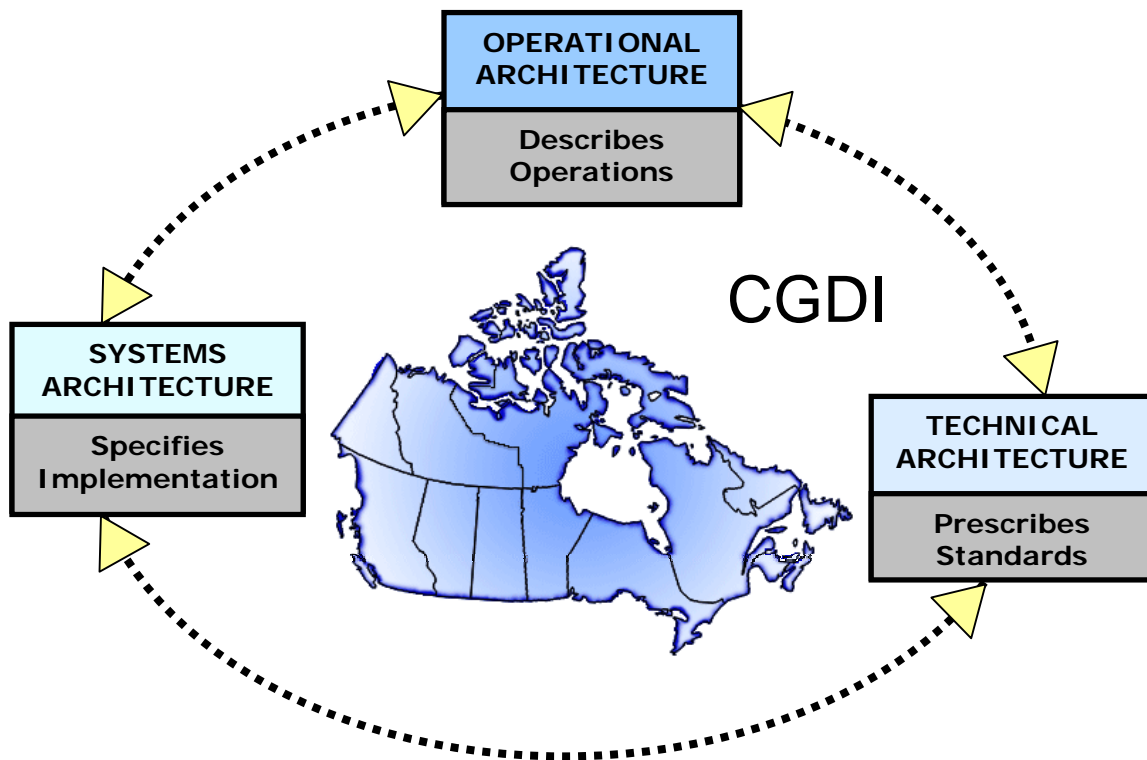 OPERATIONAL
ARCHITECTURE
Describes
Operations
CGDI
SYSTEMS
ARCHITECTURE
Specifies
Implementation
TECHNICAL
ARCHITECTURE
Prescribes
Standards